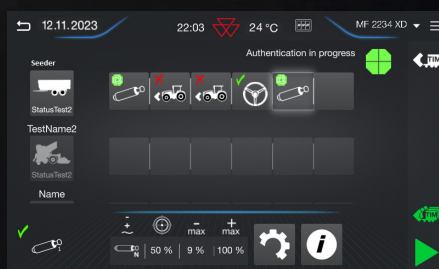 12.11.2023
22:03
24 °C
MF 2234 XD
Authentication in progress
Seeder
StatusTest2
TestName2
StatusTest2
Name
TIM
TIM
- ~
- max
+ max
N
50 %
9 %
100 %
1
i